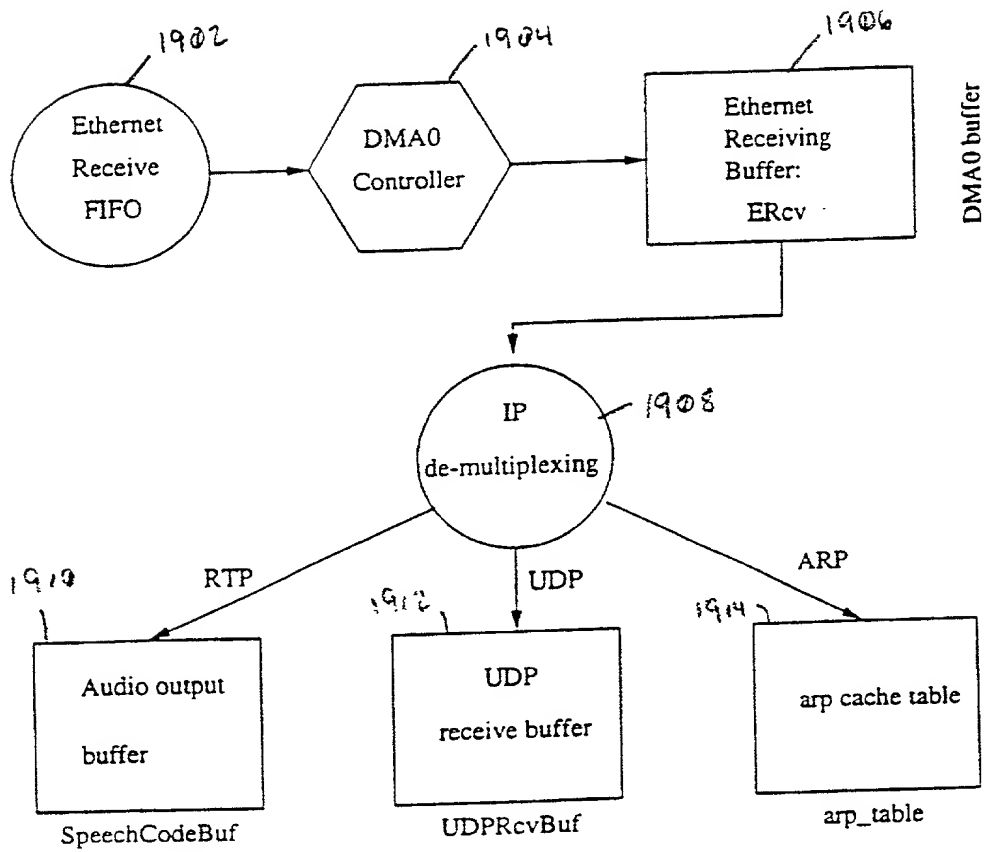 1902
1904
1906
Ethernet
Receive
FIFO
DMA0
Controller
Ethernet
Receiving
Buffer:
ERcv
DMA0 buffer
IP
de-multiplexing
1908
RTP
UDP
ARP
1910
1912
1914
Audio output
buffer
UDP
receive buffer
arp cache table
SpeechCodeBuf
UDPRcvBuf
arp_table